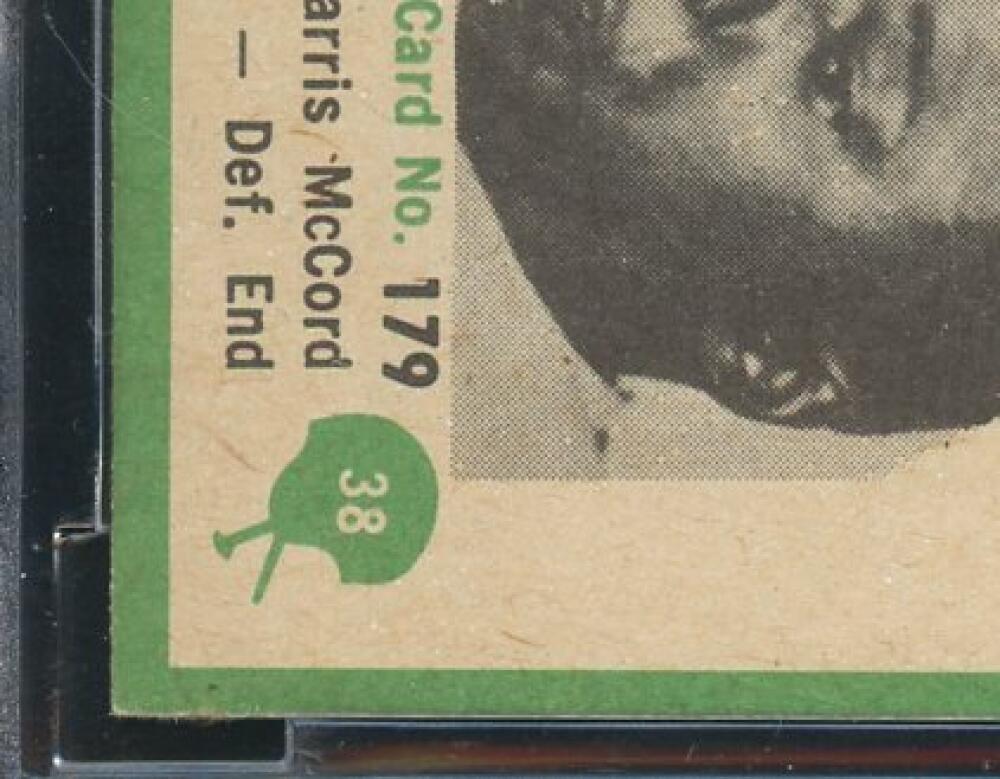 Card No. 179
arris McCord
— Def. End
38